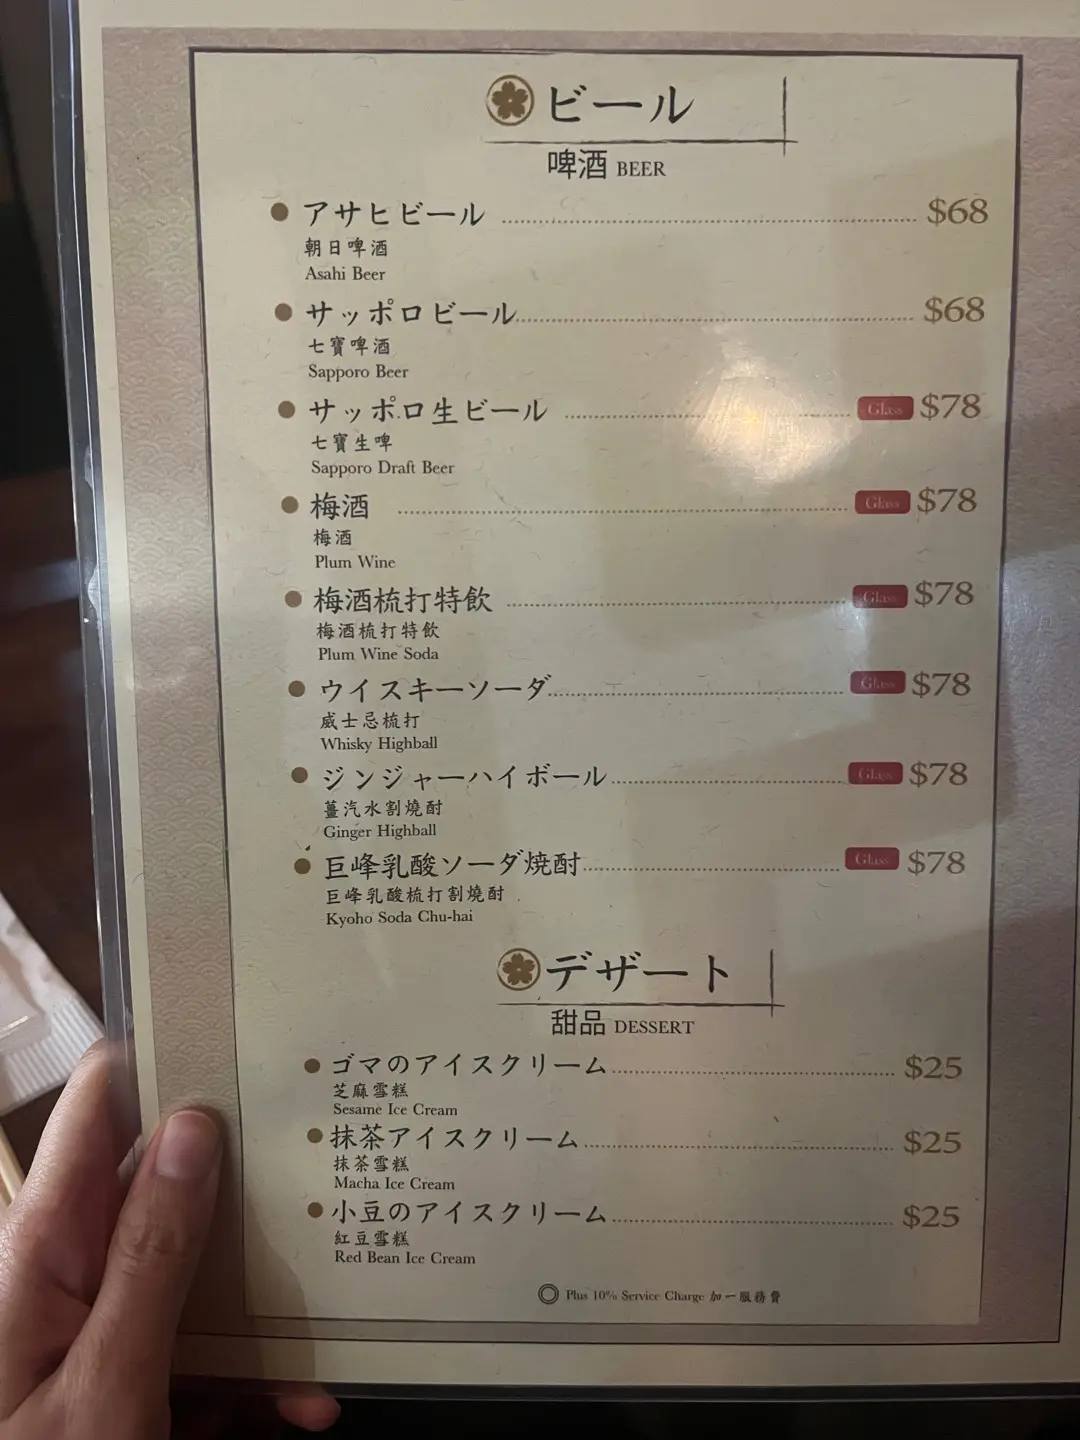 ビール
啤酒 BEER
アサヒビール $68
朝日啤酒
Asahi Beer
サッポロビール $68
七寶啤酒
Sapporo Beer
サッポロ生ビール Glass $78
七寶生啤
Sapporo Draft Beer
梅酒 Glass $78
梅酒
Plum Wine
梅酒梳打特飲 Glass $78
梅酒梳打特飲
Plum Wine Soda
ウイスキーソーダ Glass $78
威士忌梳打
Whisky Highball
ジンジャーハイボール Glass $78
薑汽水割燒酎
Ginger Highball
巨峰乳酸ソーダ焼酎 Glass $78
巨峰乳酸梳打割燒酎
Kyoho Soda Chu-hai
デザート
甜品 DESSERT
ゴマのアイスクリーム $25
芝麻雪糕
Sesame Ice Cream
抹茶アイスクリーム $25
抹茶雪糕
Macha Ice Cream
小豆のアイスクリーム $25
紅豆雪糕
Red Bean Ice Cream
Plus 10% Service Charge 加一服務費